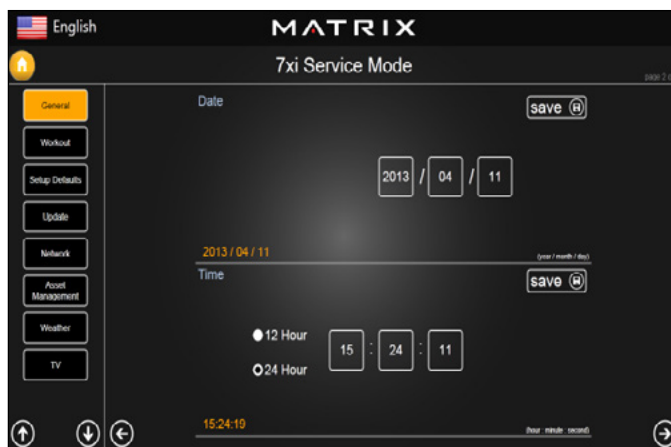 English
MATRIX
7xi Service Mode
page 2
General
Workout
Setup Defaults
Update
Network
Asset
Management
Weather
TV
Date
save
2013 / 04 / 11
2013 / 04 / 11
(year / month / day)
Time
save
12 Hour
24 Hour
15 : 24 : 11
15:24:19
(hour : minute : second)